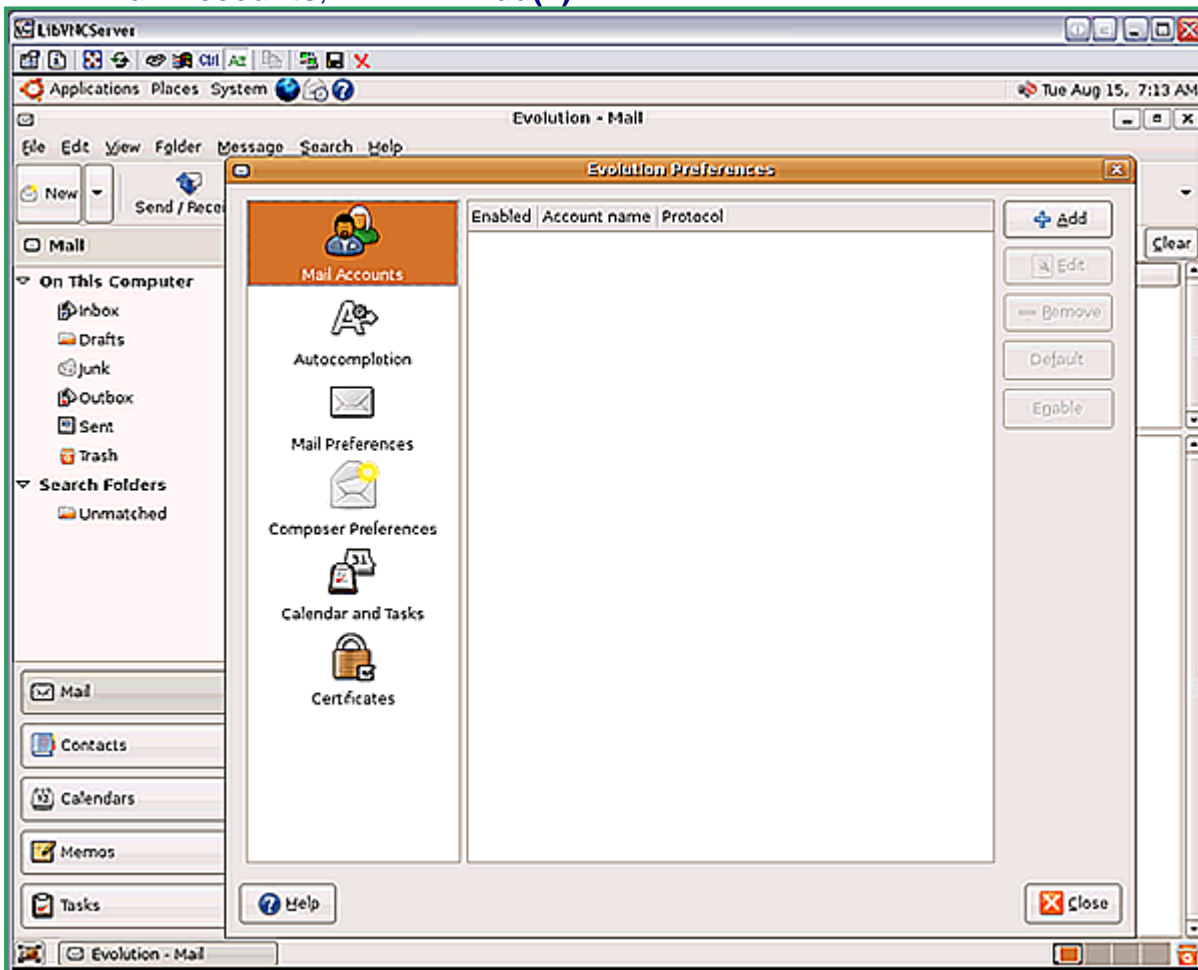 LibVNCServer
Ctrl
Applications Places System
Tue Aug 15, 7:13 AM
Evolution - Mail
File Edit View Folder Message Search Help
Evolution Preferences
New
Send / Recei
Mail
Clear
On This Computer
Inbox
Drafts
Junk
Outbox
Sent
Trash
Search Folders
Unmatched
Mail
Contacts
Calendars
Memos
Tasks
Mail Accounts
Autocompletion
Mail Preferences
Composer Preferences
Calendar and Tasks
Certificates
Enabled Account name Protocol
Add
Edit
Remove
Default
Enable
Help
Close
Evolution - Mail